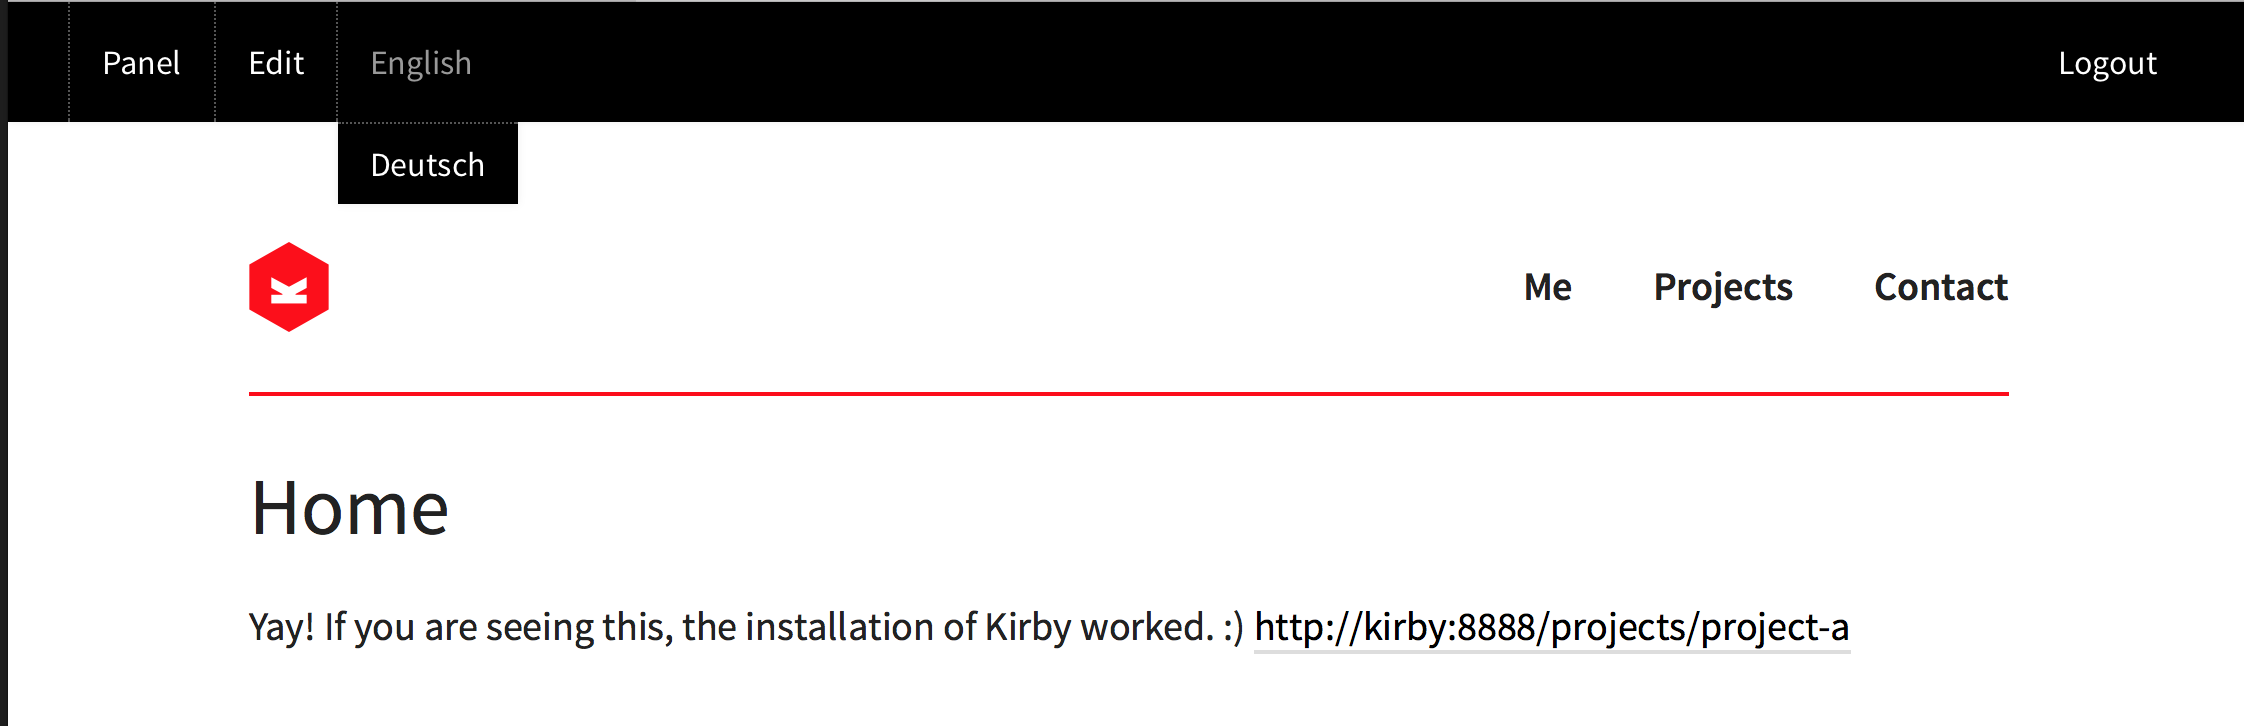 Panel Edit English Logout
Deutsch
Me Projects Contact
Home
Yay! If you are seeing this, the installation of Kirby worked. :) http://kirby:8888/projects/project-a